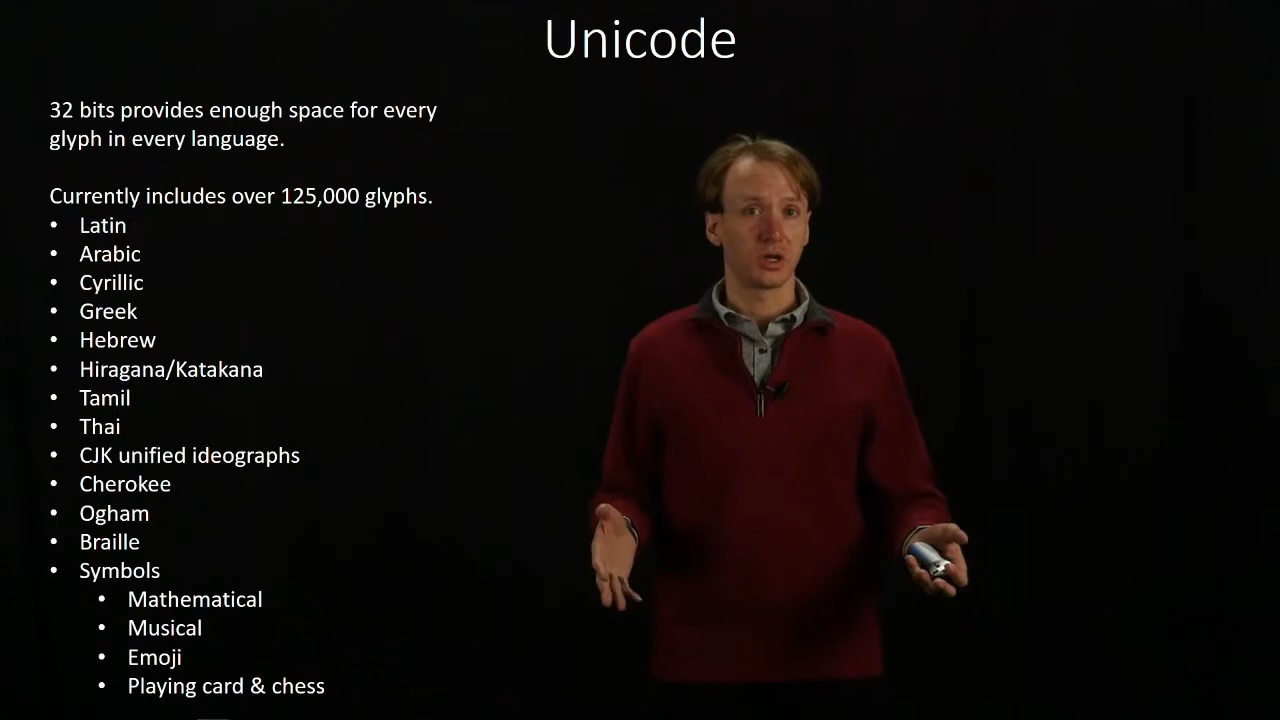 Unicode
32 bits provides enough space for every
glyph in every language.
Currently includes over 125,000 glyphs.
• Latin
• Arabic
• Cyrillic
• Greek
• Hebrew
• Hiragana/Katakana
• Tamil
• Thai
• CJK unified ideographs
• Cherokee
• Ogham
• Braille
• Symbols
• Mathematical
• Musical
• Emoji
• Playing card & chess